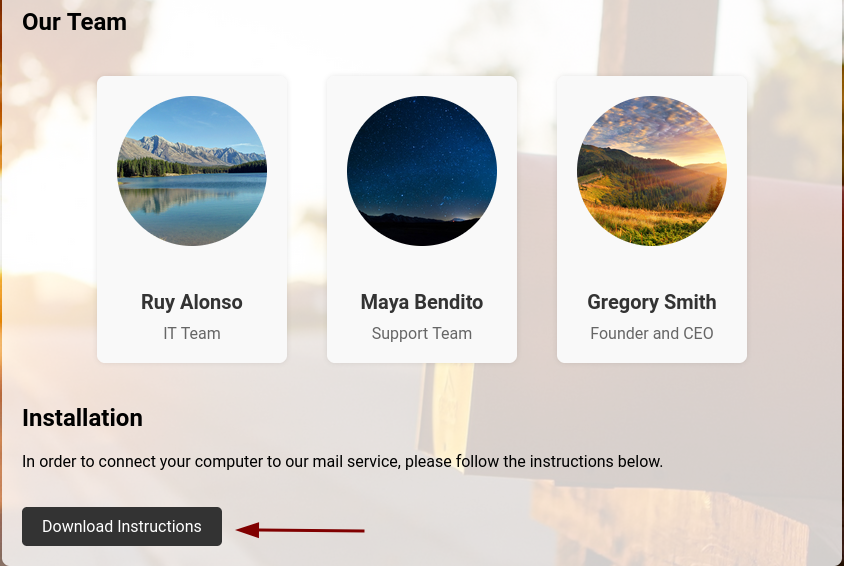 Our Team
Ruy Alonso
IT Team
Maya Bendito
Support Team
Gregory Smith
Founder and CEO
Installation
In order to connect your computer to our mail service, please follow the instructions below.
Download Instructions